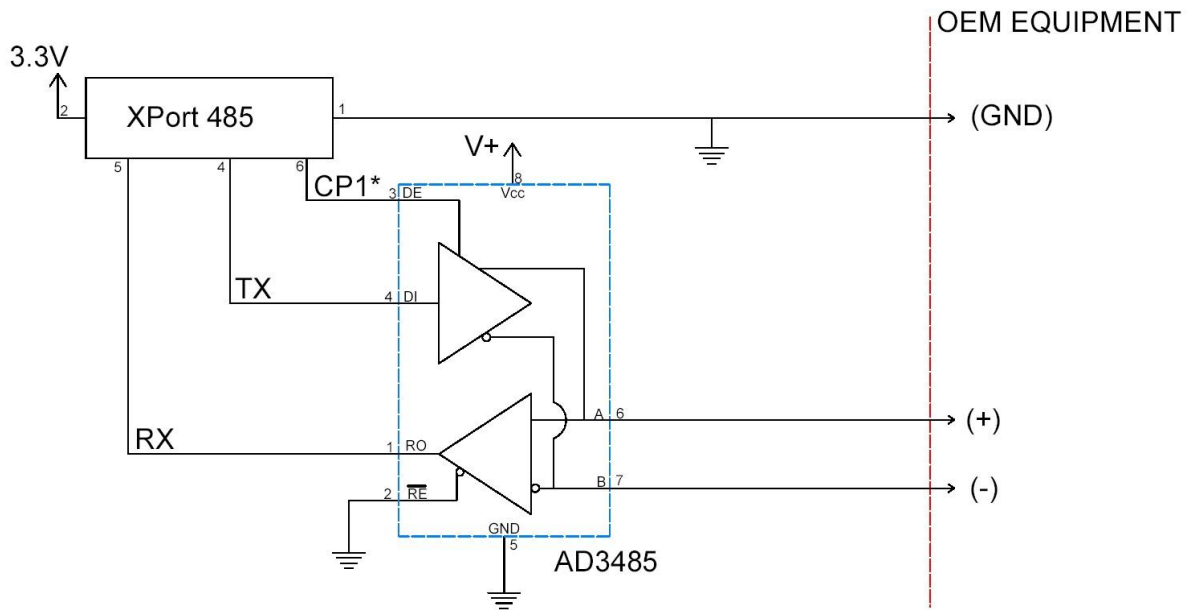 OEM EQUIPMENT
3.3V
2
XPort 485
1
(GND)
5
4
6
V+
8
Vcc
CP1*
3
DE
TX
4
DI
A
6
(+)
RX
1
RO
2
RE
B
7
(-)
GND
5
AD3485